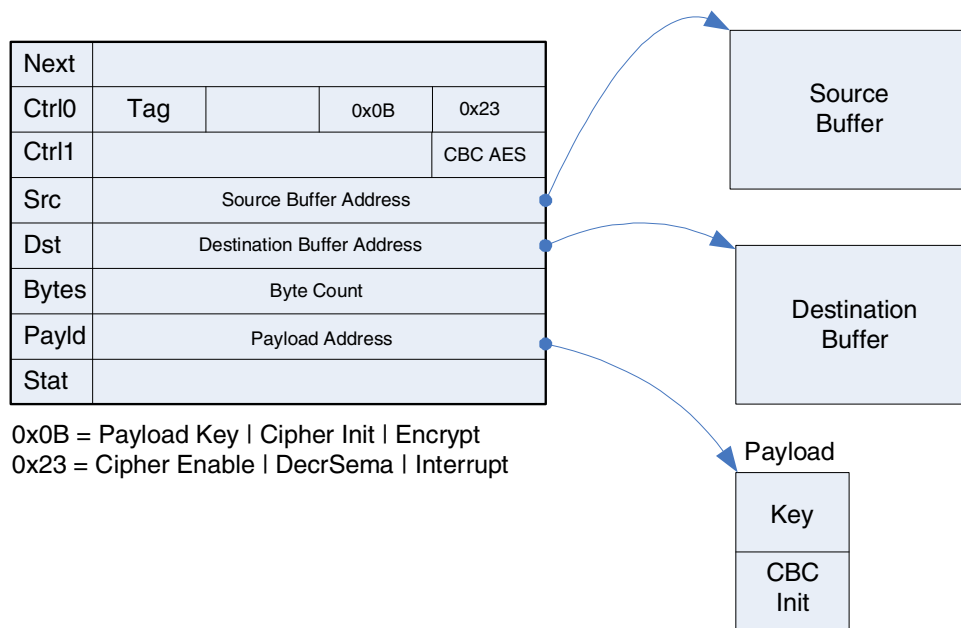 Next
Ctrl0 Tag 0x0B 0x23
Ctrl1 CBC AES
Src Source Buffer Address
Dst Destination Buffer Address
Bytes Byte Count
Payld Payload Address
Stat
0x0B = Payload Key | Cipher Init | Encrypt
0x23 = Cipher Enable | DecrSema | Interrupt
Source
Buffer
Destination
Buffer
Payload
Key
CBC
Init